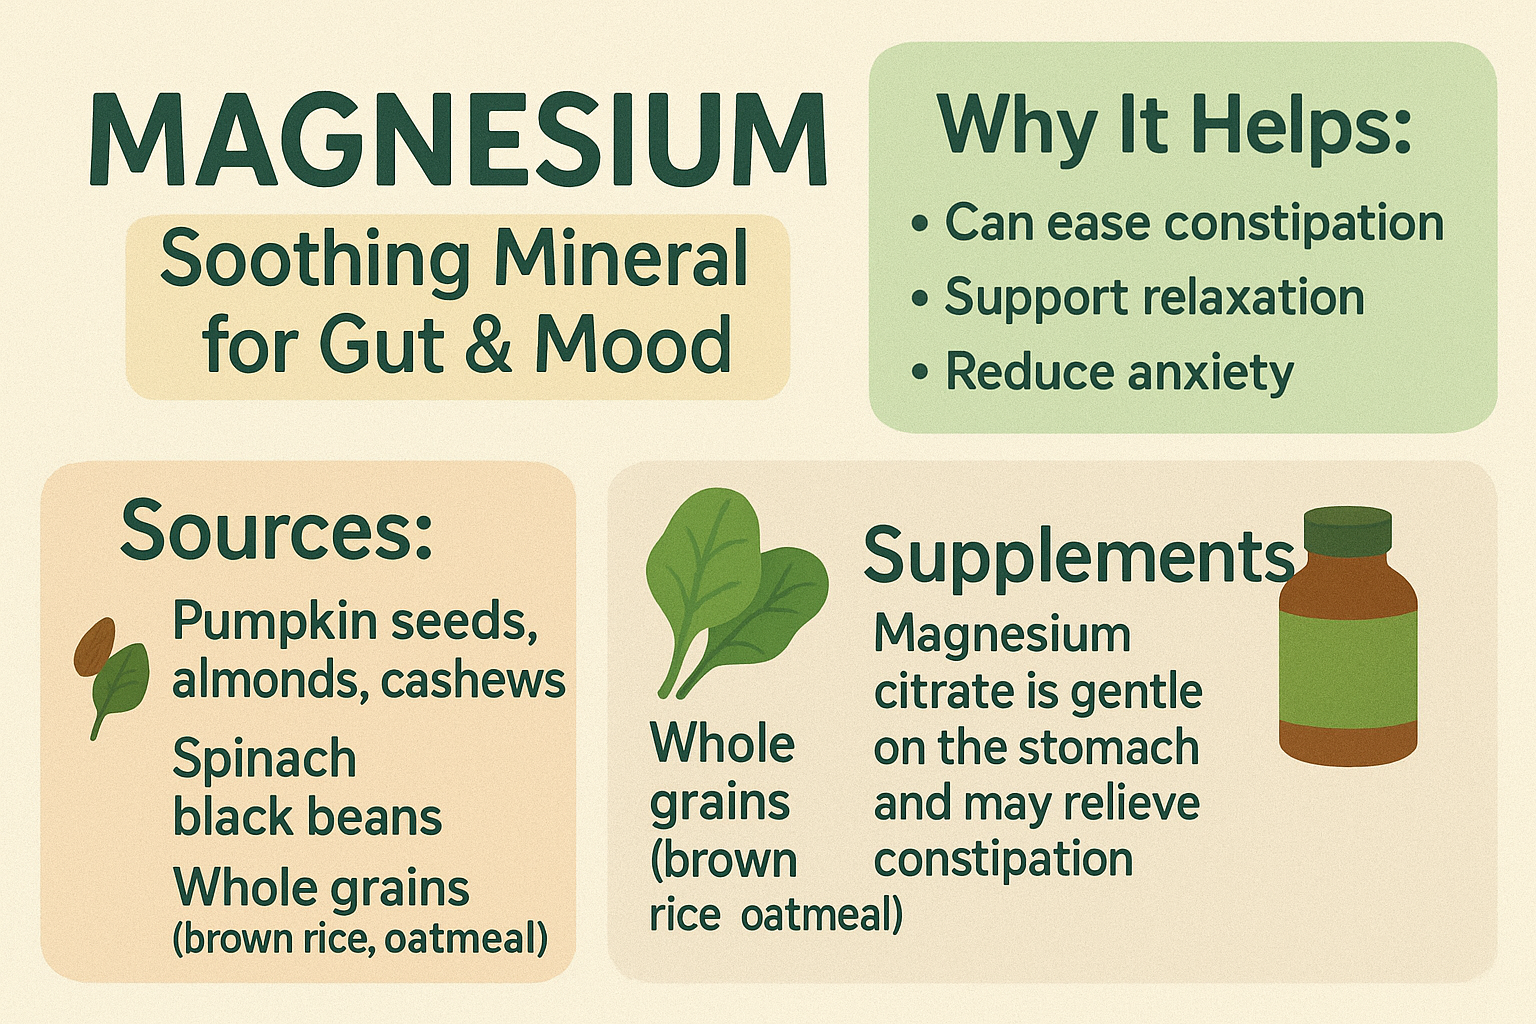 MAGNESIUM
Soothing Mineral
for Gut & Mood
Why It Helps:
• Can ease constipation
• Support relaxation
• Reduce anxiety
Sources:
Pumpkin seeds,
almonds, cashews
Spinach
black beans
Whole grains
(brown rice, oatmeal)
Whole
grains
(brown
rice oatmeal)
Supplements
Magnesium
citrate is gentle
on the stomach
and may relieve
constipation